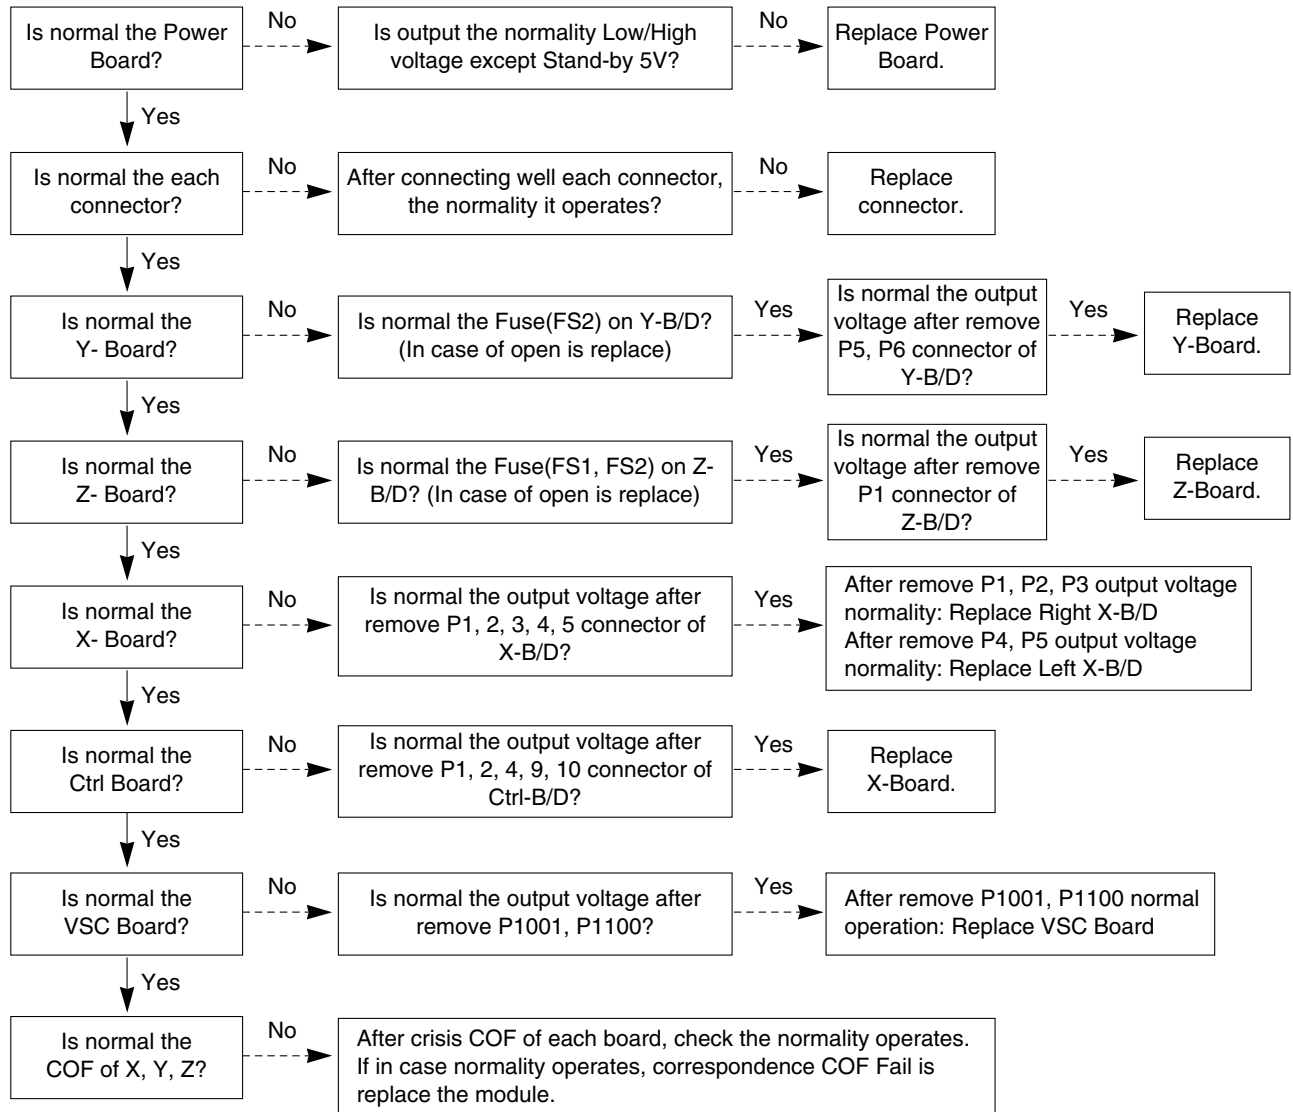 Is normal the Power
Board?
No
Is output the normality Low/High
voltage except Stand-by 5V?
No
Replace Power
Board.
Yes
Is normal the each
connector?
No
After connecting well each connector,
the normality it operates?
No
Replace
connector.
Yes
Is normal the
Y- Board?
No
Is normal the Fuse(FS2) on Y-B/D?
(In case of open is replace)
Yes
Is normal the output
voltage after remove
P5, P6 connector of
Y-B/D?
Yes
Replace
Y-Board.
Yes
Is normal the
Z- Board?
No
Is normal the Fuse(FS1, FS2) on Z-
B/D? (In case of open is replace)
Yes
Is normal the output
voltage after remove
P1 connector of
Z-B/D?
Yes
Replace
Z-Board.
Yes
Is normal the
X- Board?
No
Is normal the output voltage after
remove P1, 2, 3, 4, 5 connector of
X-B/D?
Yes
After remove P1, P2, P3 output voltage
normality: Replace Right X-B/D
After remove P4, P5 output voltage
normality: Replace Left X-B/D
Yes
Is normal the
Ctrl Board?
No
Is normal the output voltage after
remove P1, 2, 4, 9, 10 connector of
Ctrl-B/D?
Yes
Replace
X-Board.
Yes
Is normal the
VSC Board?
No
Is normal the output voltage after
remove P1001, P1100?
Yes
After remove P1001, P1100 normal
operation: Replace VSC Board
Yes
Is normal the
COF of X, Y, Z?
No
After crisis COF of each board, check the normality operates.
If in case normality operates, correspondence COF Fail is
replace the module.